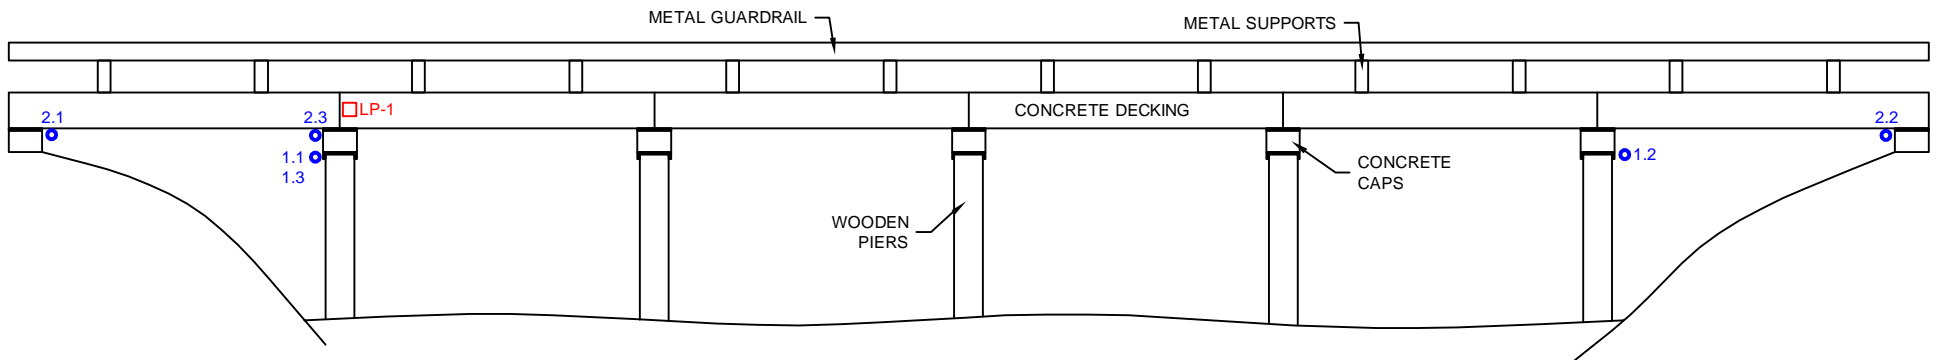 METAL GUARDRAIL
METAL SUPPORTS
LP-1
CONCRETE DECKING
2.1
2.3
2.2
1.1
1.3
1.2
CONCRETE
CAPS
WOODEN
PIERS